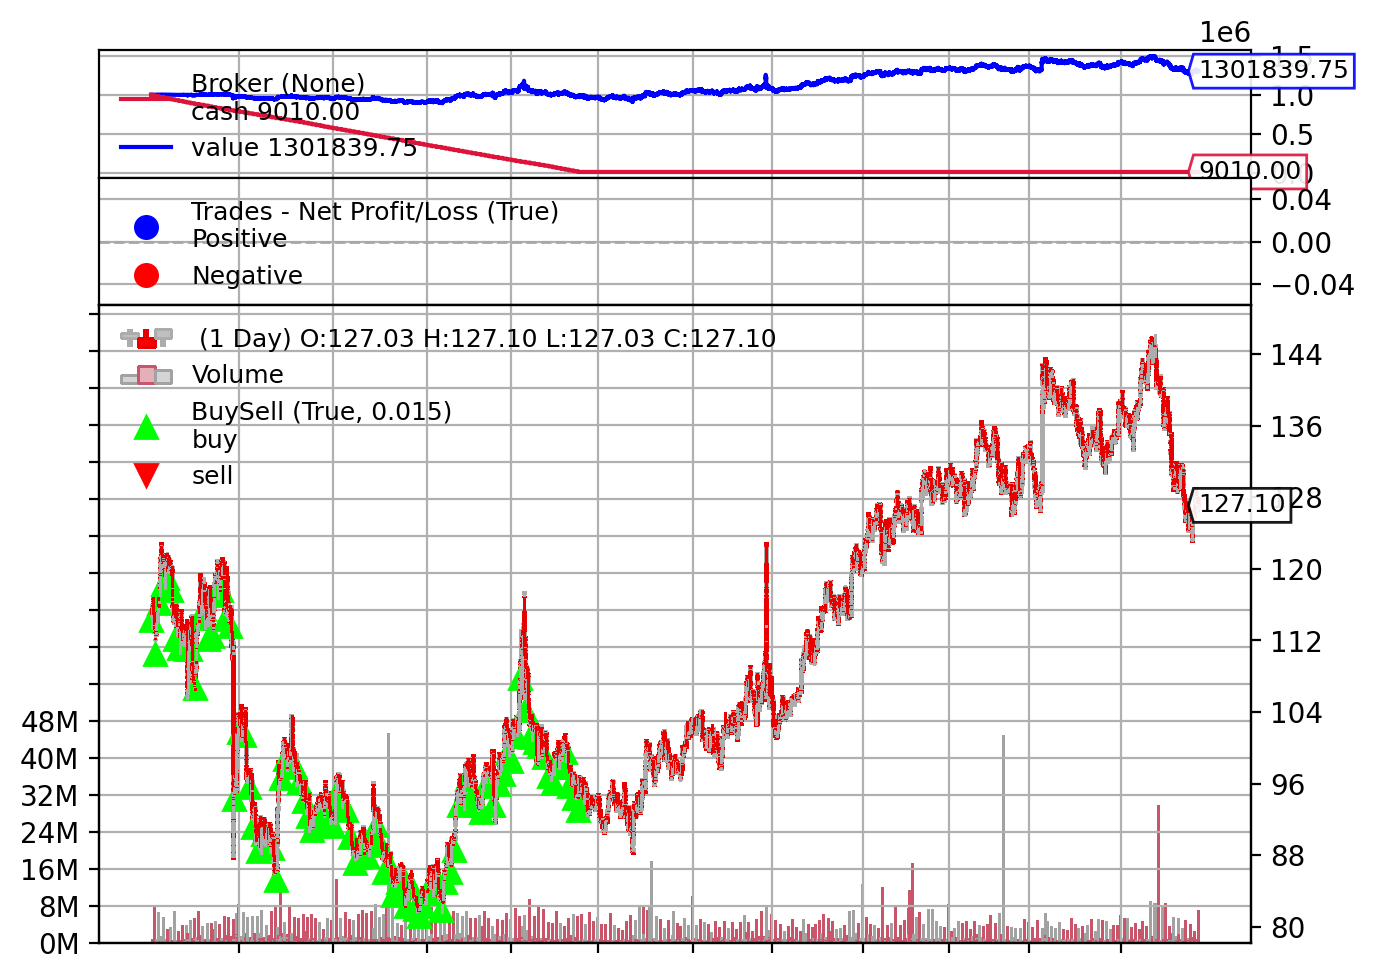 1e6
Broker (None)
cash 9010.00
value 1301839.75
1.5
1301839.75
1.0
0.5
0.0
9010.00
Trades - Net Profit/Loss (True)
Positive
Negative
0.04
0.00
−0.04
(1 Day) O:127.03 H:127.10 L:127.03 C:127.10
Volume
BuySell (True, 0.015)
buy
sell
144
136
128
127.10
120
112
104
96
88
80
48M
40M
32M
24M
16M
8M
0M